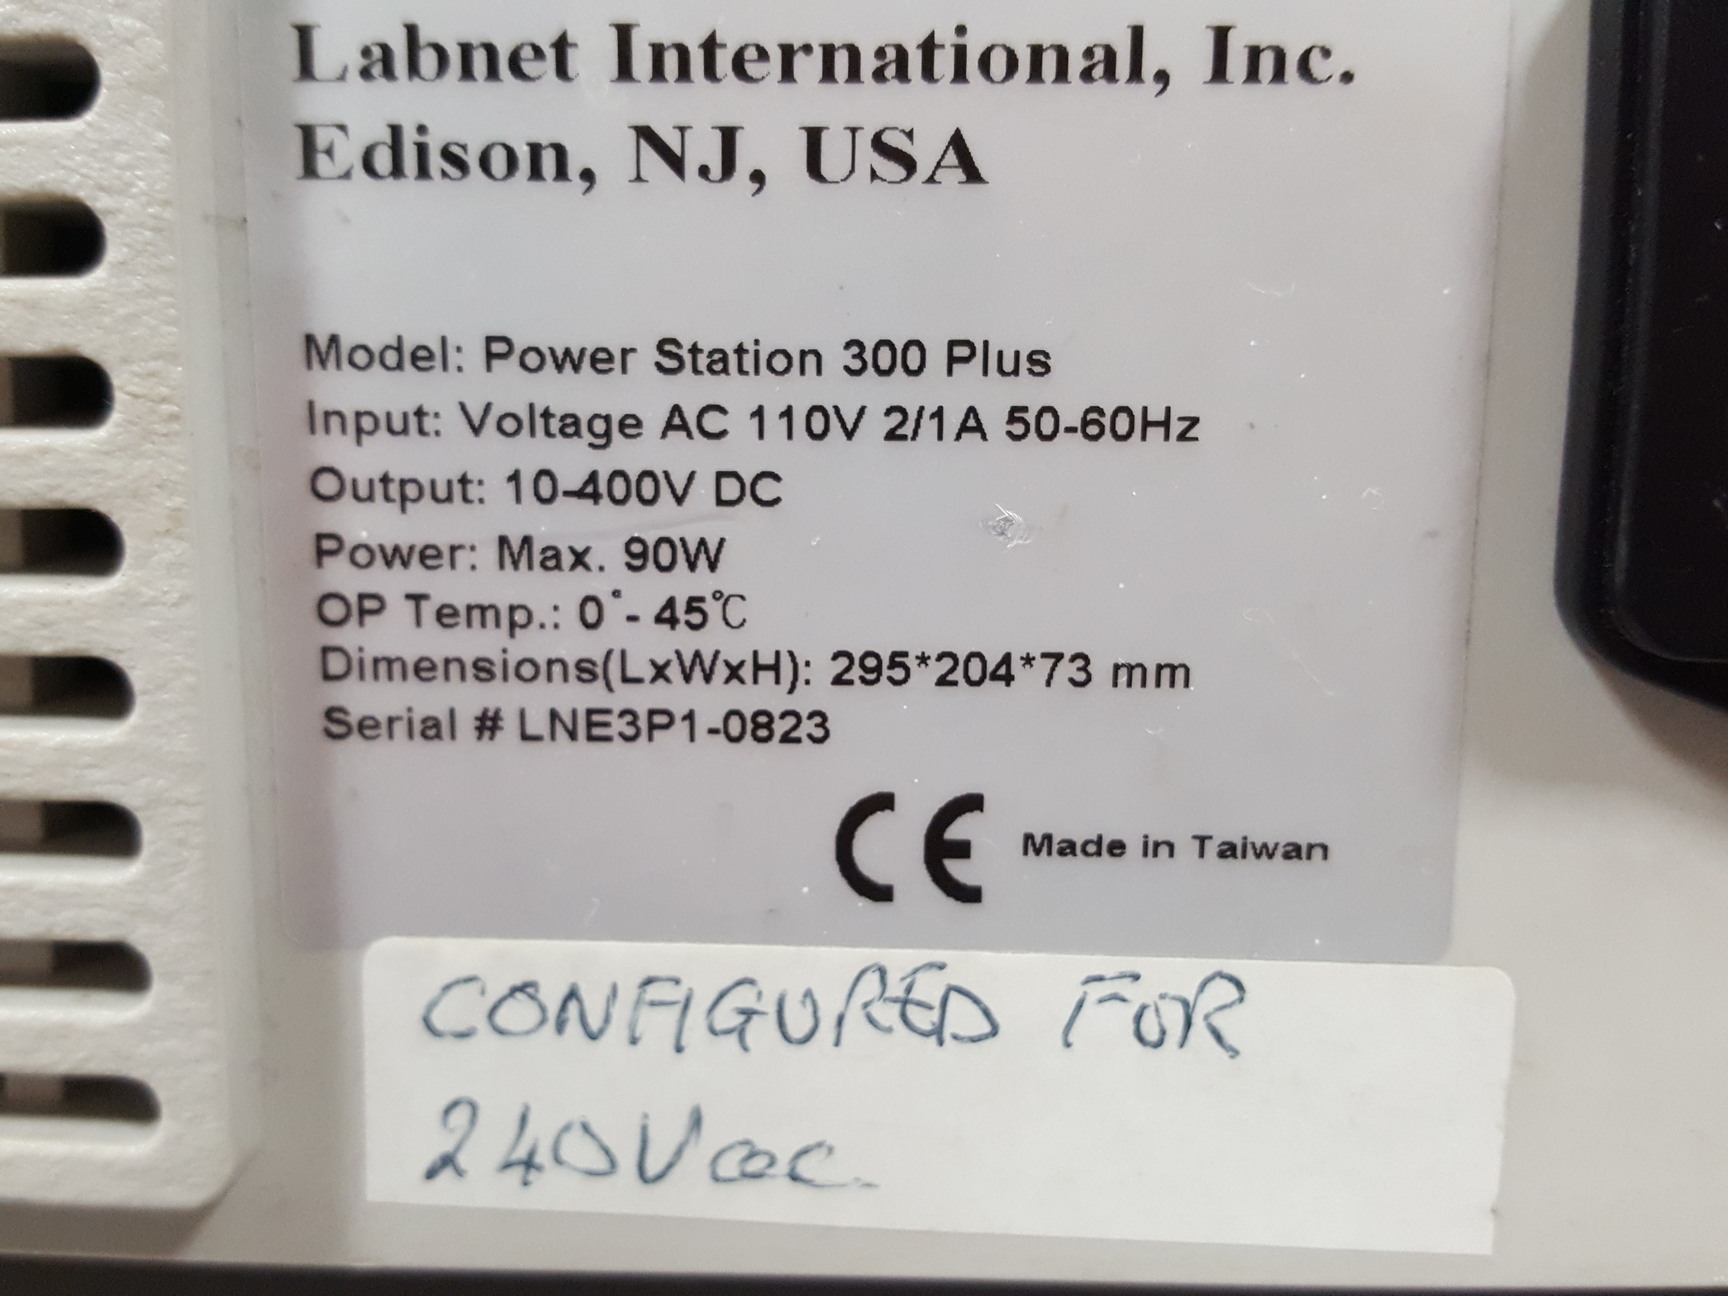 Labnet International, Inc.
Edison, NJ, USA
Model: Power Station 300 Plus
Input: Voltage AC 110V 2/1A 50-60Hz
Output: 10-400V DC
Power: Max. 90W
OP Temp.: 0°- 45℃
Dimensions(LxWxH): 295*204*73 mm
Serial # LNE3P1-0823
CE Made in Taiwan
CONFIGURED FOR
240Vac.